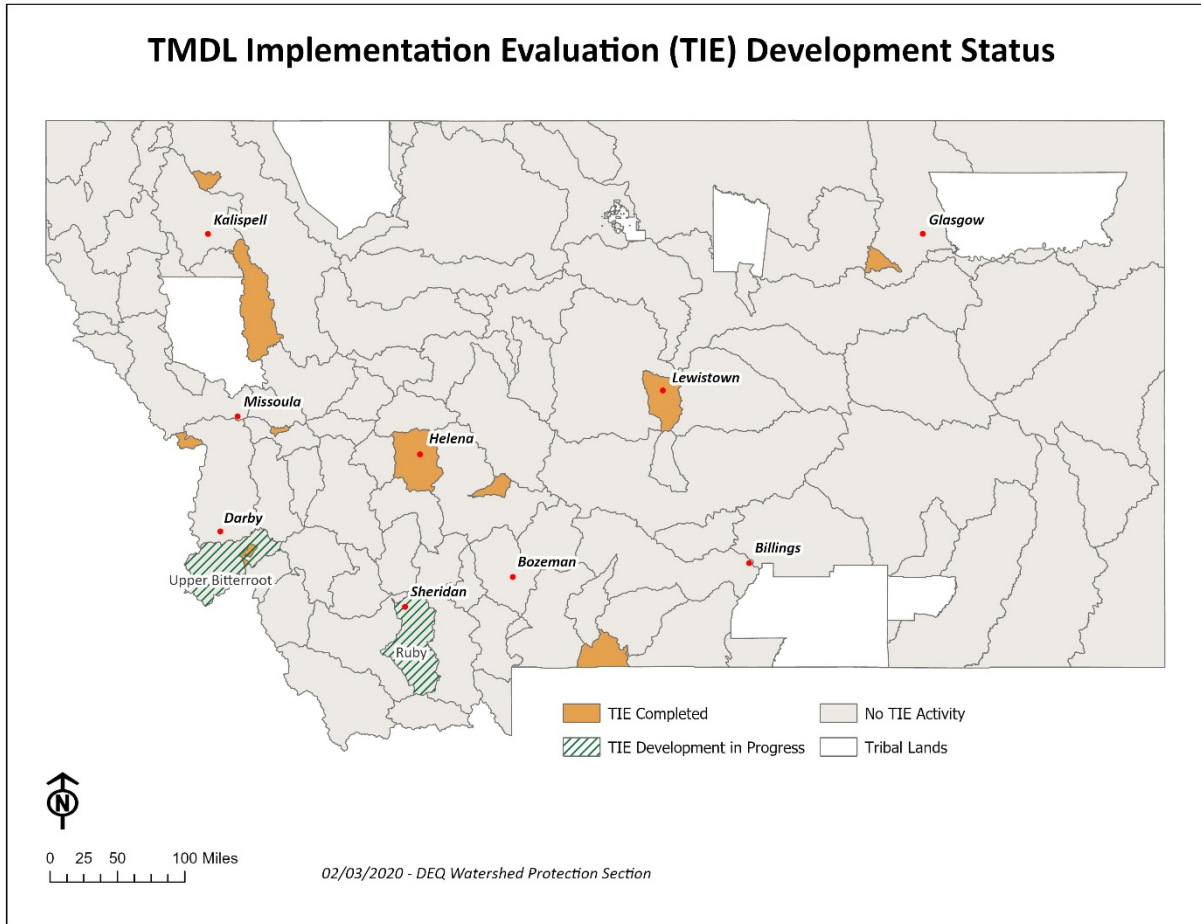 TMDL Implementation Evaluation (TIE) Development Status
Kalispell
Glasgow
Lewistown
Missoula
Helena
Darby
Upper Bitterroot
Bozeman
Billings
Sheridan
Ruby
TIE Completed
No TIE Activity
TIE Development in Progress
Tribal Lands
N
0 25 50 100 Miles
02/03/2020 - DEQ Watershed Protection Section